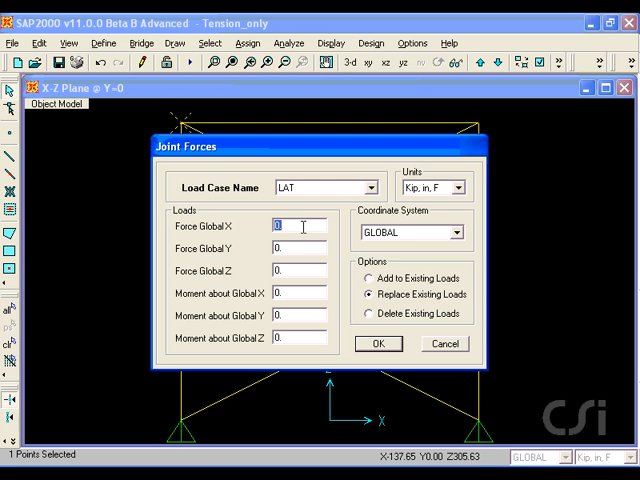 SAP2000 v11.0.0 Beta B Advanced - Tension_only
File Edit View Define Bridge Draw Select Assign Analyze Display Design Options Help
3-d xy xz yz nv
X-Z Plane @ Y=0
Object Model
Joint Forces
Load Case Name LAT
Units
Kip, in, F
Loads
Force Global X 0.
Force Global Y 0.
Force Global Z 0.
Moment about Global X 0.
Moment about Global Y 0.
Moment about Global Z 0.
Coordinate System
GLOBAL
Options
Add to Existing Loads
Replace Existing Loads
Delete Existing Loads
OK Cancel
all
ps
clr
X
CSi
1 Points Selected X-137.65 Y0.00 Z305.63 GLOBAL Kip, in, F